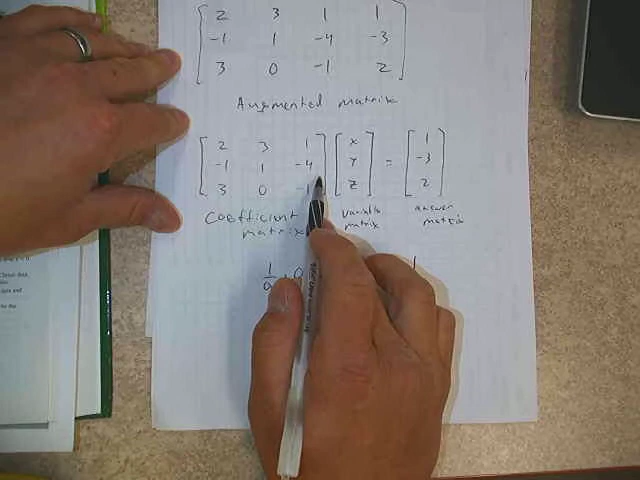 2 3 1 1
-1 1 -4 -3
3 0 -1 2
Augmented matrix
2 3 1 x 1
-1 1 -4 Y = -3
3 0 -1 z 2
Coefficient variable answer
matrix matrix matrix
1
a